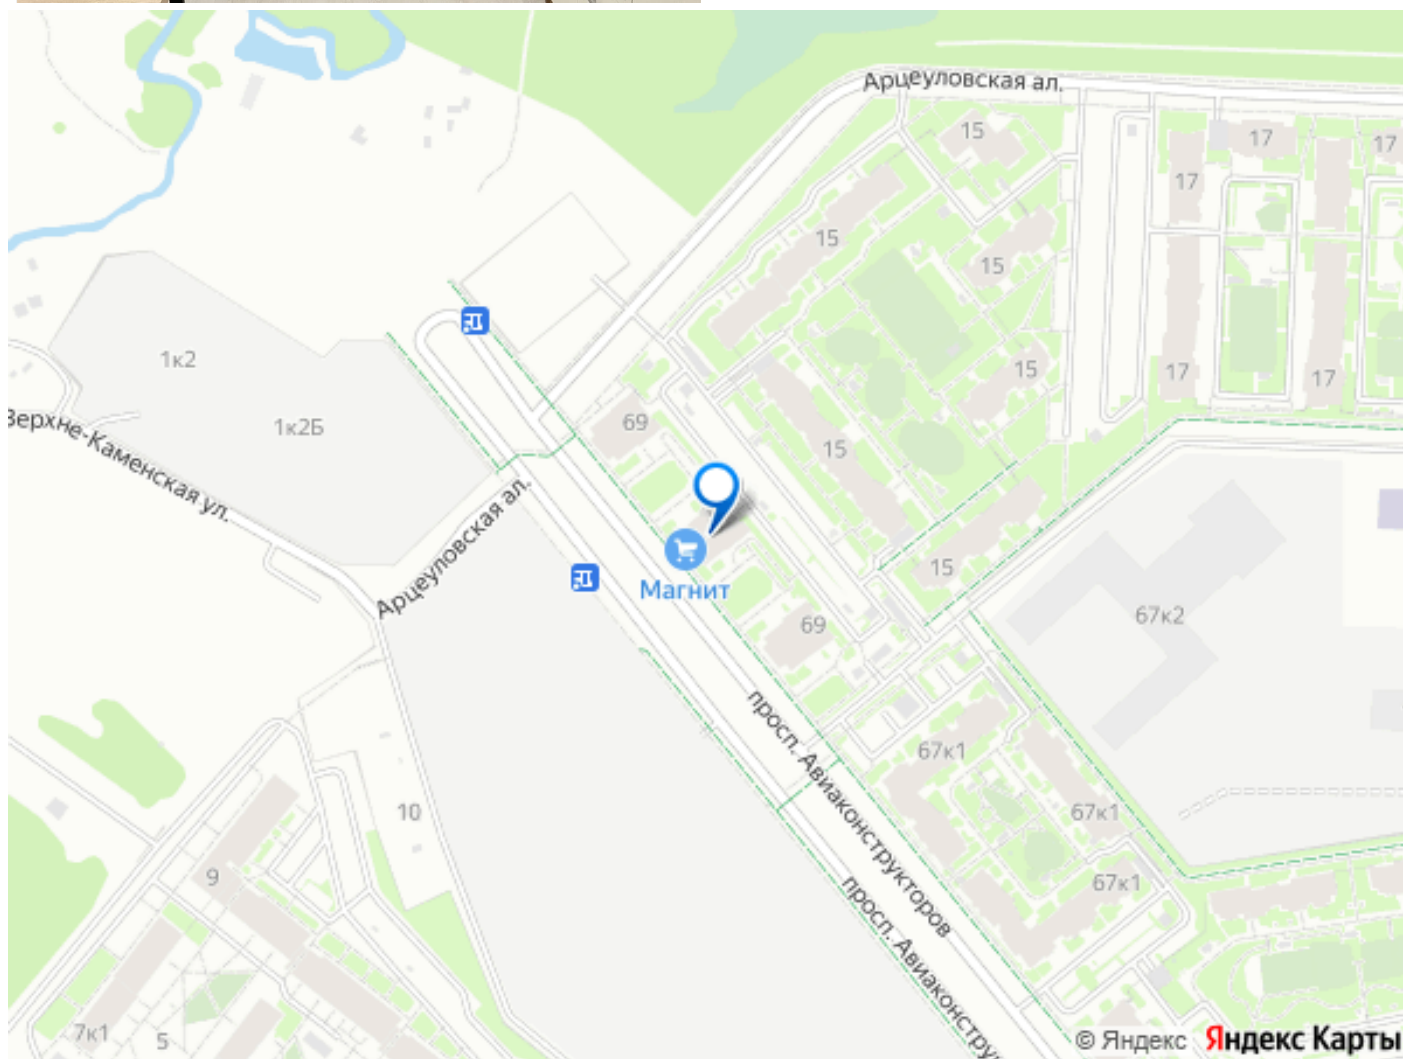 Арцеуловская ал.
15
17
17
17
15
15
1к2
15
17
17
Верхне-Каменская ул.
1к2Б
69
15
Арцеуловская ал.
Магнит
15
67к2
69
просп. Авиаконструкторов
67к1
10
67к1
9
просп. Авиаконстру
67к1
7к1
5
© Яндекс Яндекс Карты